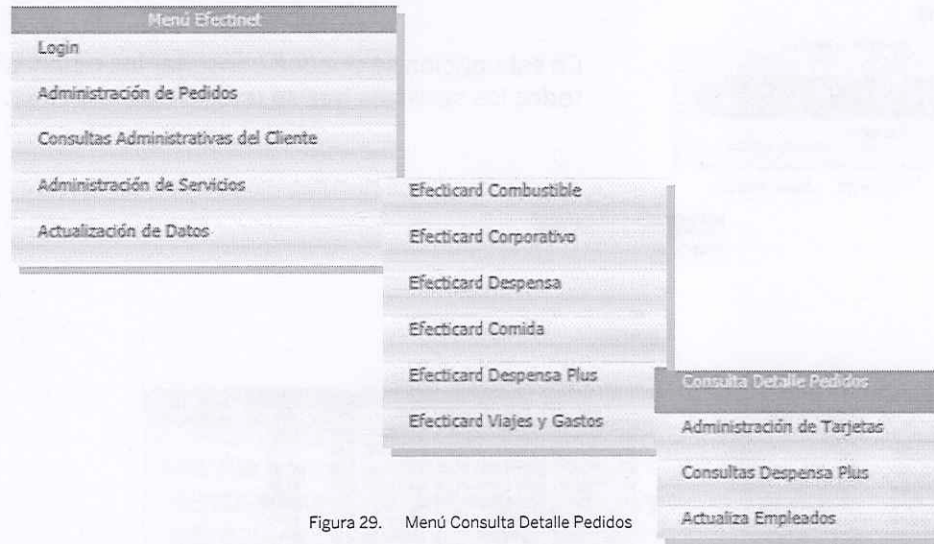 Menú Efectinet
Login
Administración de Pedidos
Consultas Administrativas del Cliente
Administración de Servicios
Actualización de Datos
Efecticard Combustible
Efecticard Corporativo
Efecticard Despensa
Efecticard Comida
Efecticard Despensa Plus
Efecticard Viajes y Gastos
Consulta Detalle Pedidos
Administración de Tarjetas
Consultas Despensa Plus
Actualiza Empleados
Figura 29. Menú Consulta Detalle Pedidos